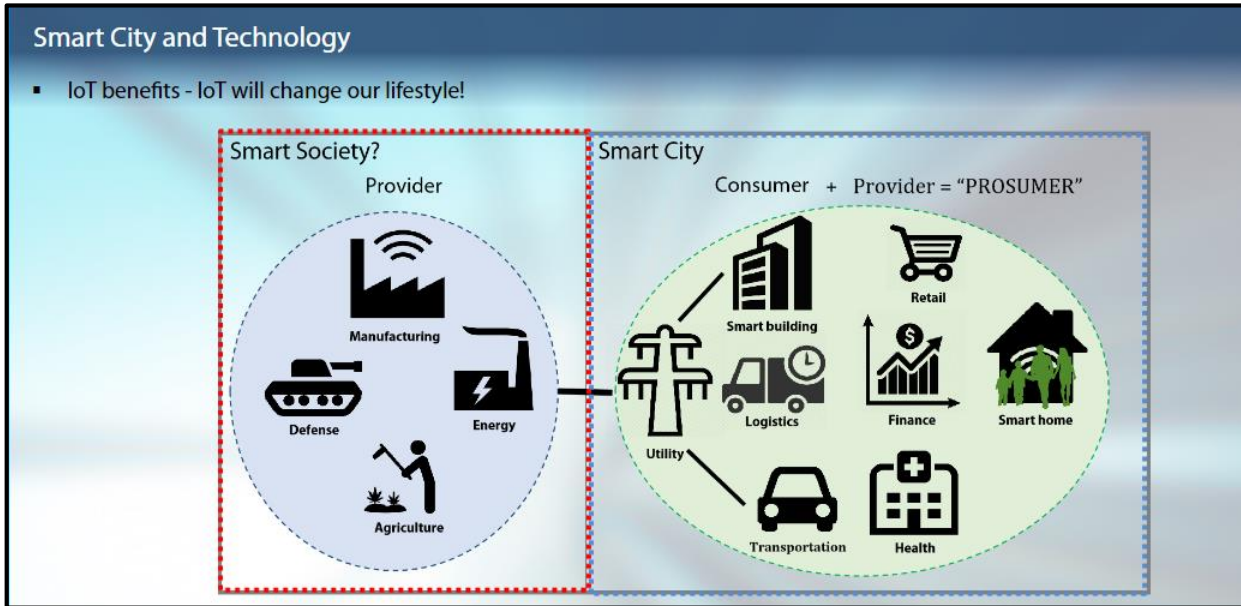 Smart City and Technology
▪ IoT benefits - IoT will change our lifestyle!
Smart Society?
Provider
Manufacturing
Defense
Energy
Agriculture
Smart City
Consumer + Provider = “PROSUMER”
Smart building
Retail
$
Utility
Logistics
Finance
Smart home
Transportation
Health